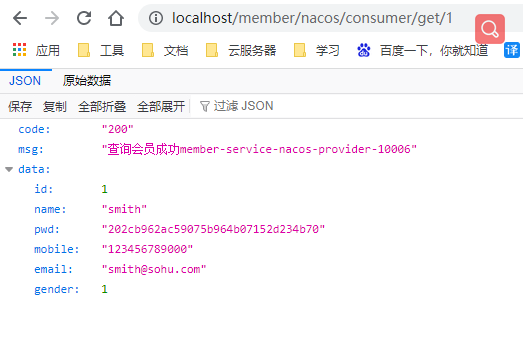 localhost/member/nacos/consumer/get/1
应用 工具 文档 云服务器 学习 百度一下，你就知道 译
JSON 原始数据
保存 复制 全部折叠 全部展开 过滤 JSON
code: "200"
msg: "查询会员成功member-service-nacos-provider-10006"
data:
id: 1
name: "smith"
pwd: "202cb962ac59075b964b07152d234b70"
mobile: "123456789000"
email: "smith@sohu.com"
gender: 1